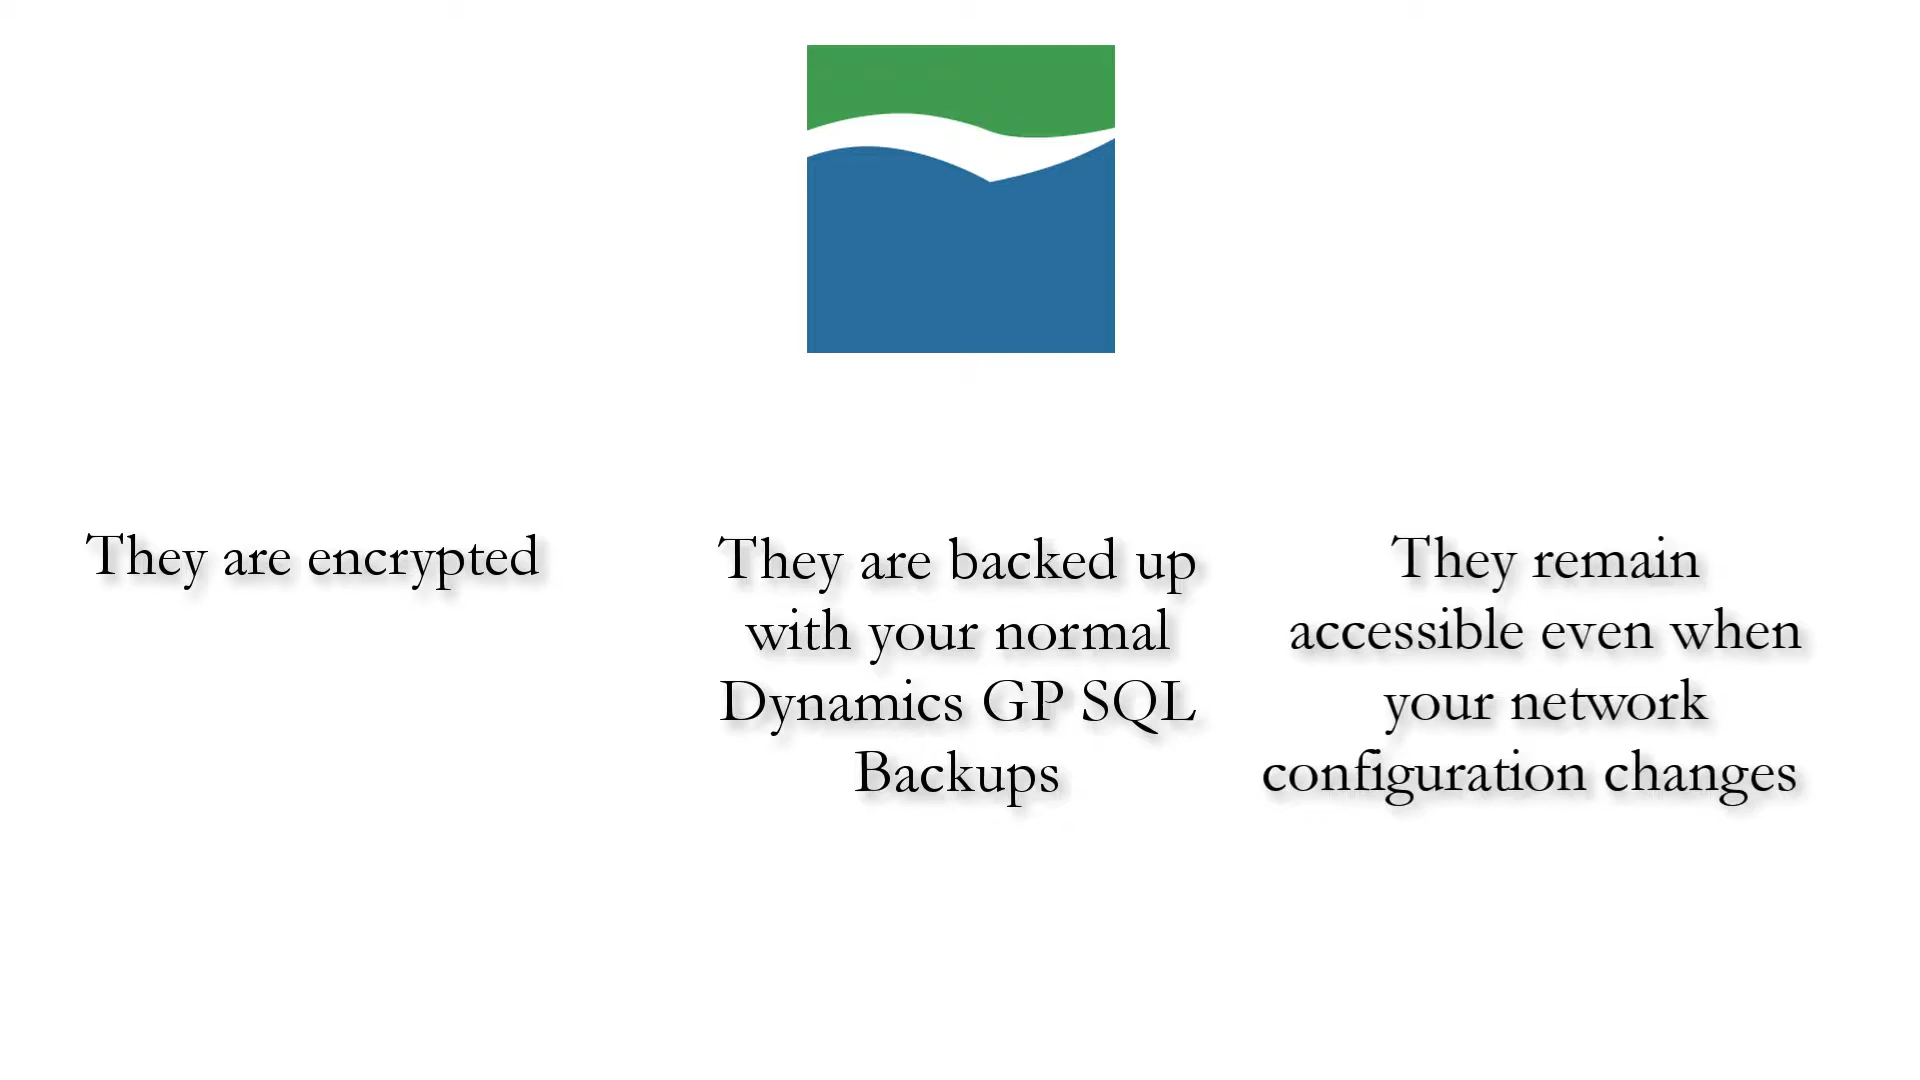 They are encrypted
They are backed up
with your normal
Dynamics GP SQL
Backups
They remain
accessible even when
your network
configuration changes